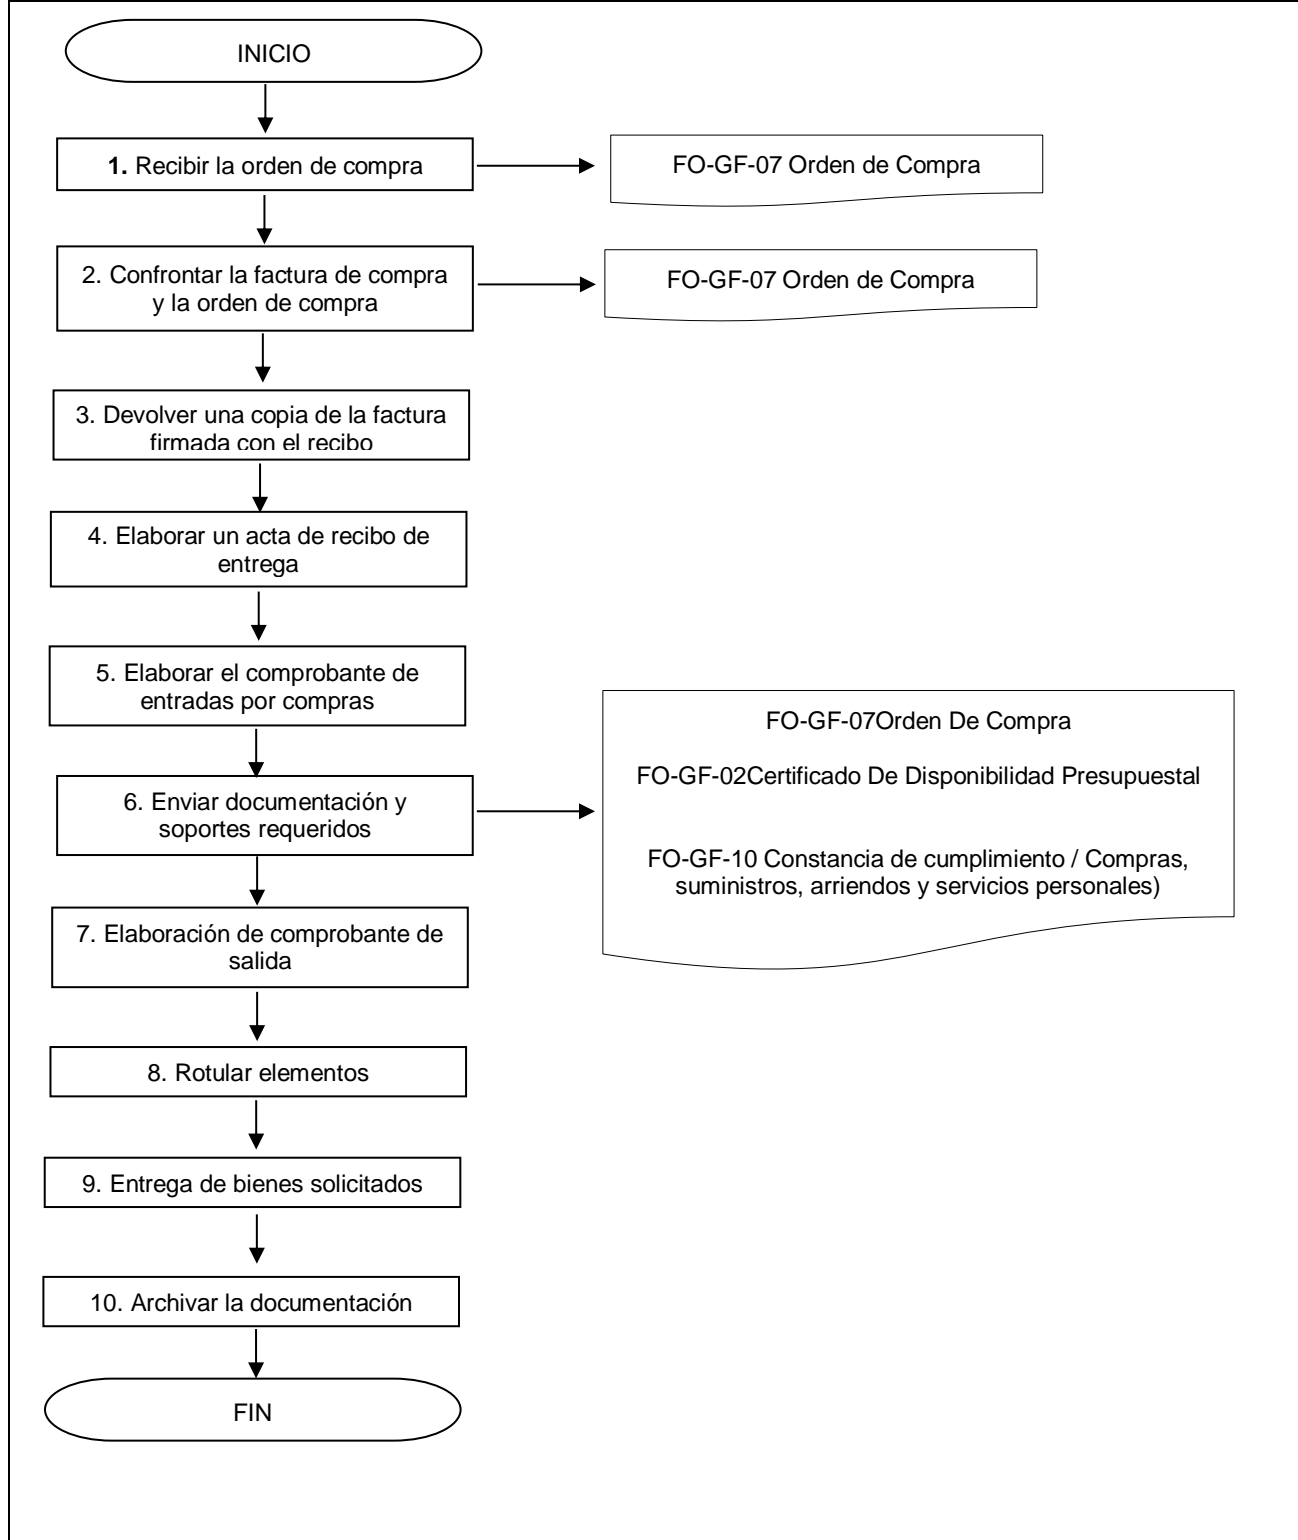 INICIO
1. Recibir la orden de compra
FO-GF-07 Orden de Compra
2. Confrontar la factura de compra
y la orden de compra
FO-GF-07 Orden de Compra
3. Devolver una copia de la factura
firmada con el recibo
4. Elaborar un acta de recibo de
entrega
5. Elaborar el comprobante de
entradas por compras
6. Enviar documentación y
soportes requeridos
FO-GF-07Orden De Compra
FO-GF-02Certificado De Disponibilidad Presupuestal
FO-GF-10 Constancia de cumplimiento / Compras,
suministros, arriendos y servicios personales)
7. Elaboración de comprobante de
salida
8. Rotular elementos
9. Entrega de bienes solicitados
10. Archivar la documentación
FIN